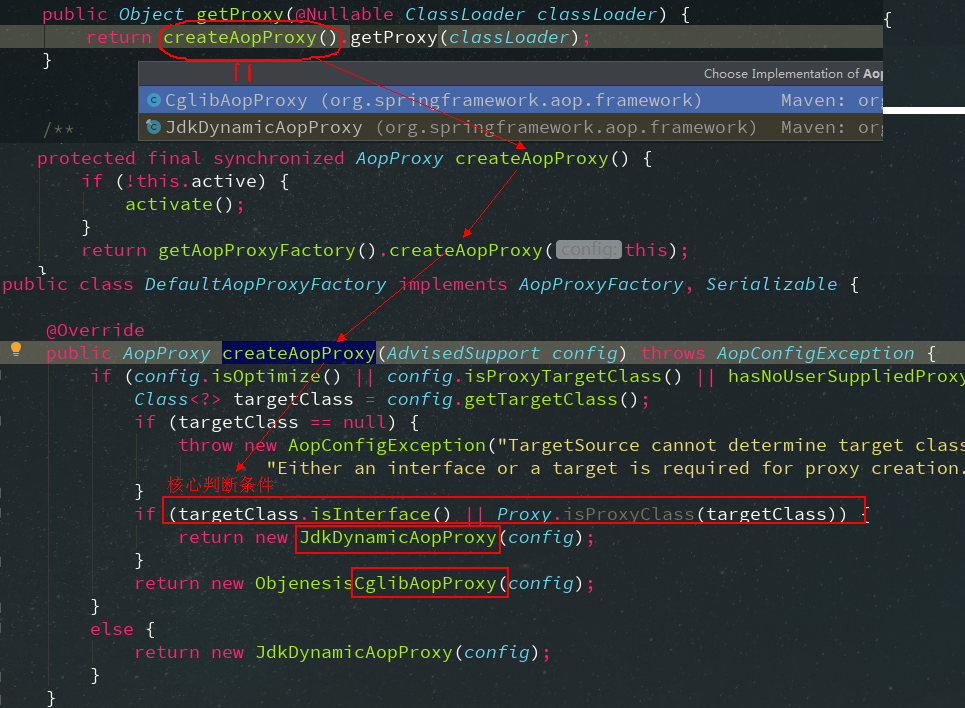 public Object getProxy(@Nullable ClassLoader classLoader) {
{
return createAopProxy().getProxy(classLoader);
}
Choose Implementation of Aop
CglibAopProxy (org.springframework.aop.framework) Maven: org
/**
JdkDynamicAopProxy (org.springframework.aop.framework) Maven: org
protected final synchronized AopProxy createAopProxy() {
if (!this.active) {
activate();
}
return getAopProxyFactory().createAopProxy( config: this);
}
public class DefaultAopProxyFactory implements AopProxyFactory, Serializable {
@Override
public AopProxy createAopProxy(AdvisedSupport config) throws AopConfigException {
if (config.isOptimize() || config.isProxyTargetClass() || hasNoUserSuppliedProxy
Class<?> targetClass = config.getTargetClass();
if (targetClass == null) {
throw new AopConfigException("TargetSource cannot determine target class
"Either an interface or a target is required for proxy creation.
}
核心判断条件
if (targetClass.isInterface() || Proxy.isProxyClass(targetClass)) {
return new JdkDynamicAopProxy(config);
}
return new ObjenesisCglibAopProxy(config);
}
else {
return new JdkDynamicAopProxy(config);
}
}